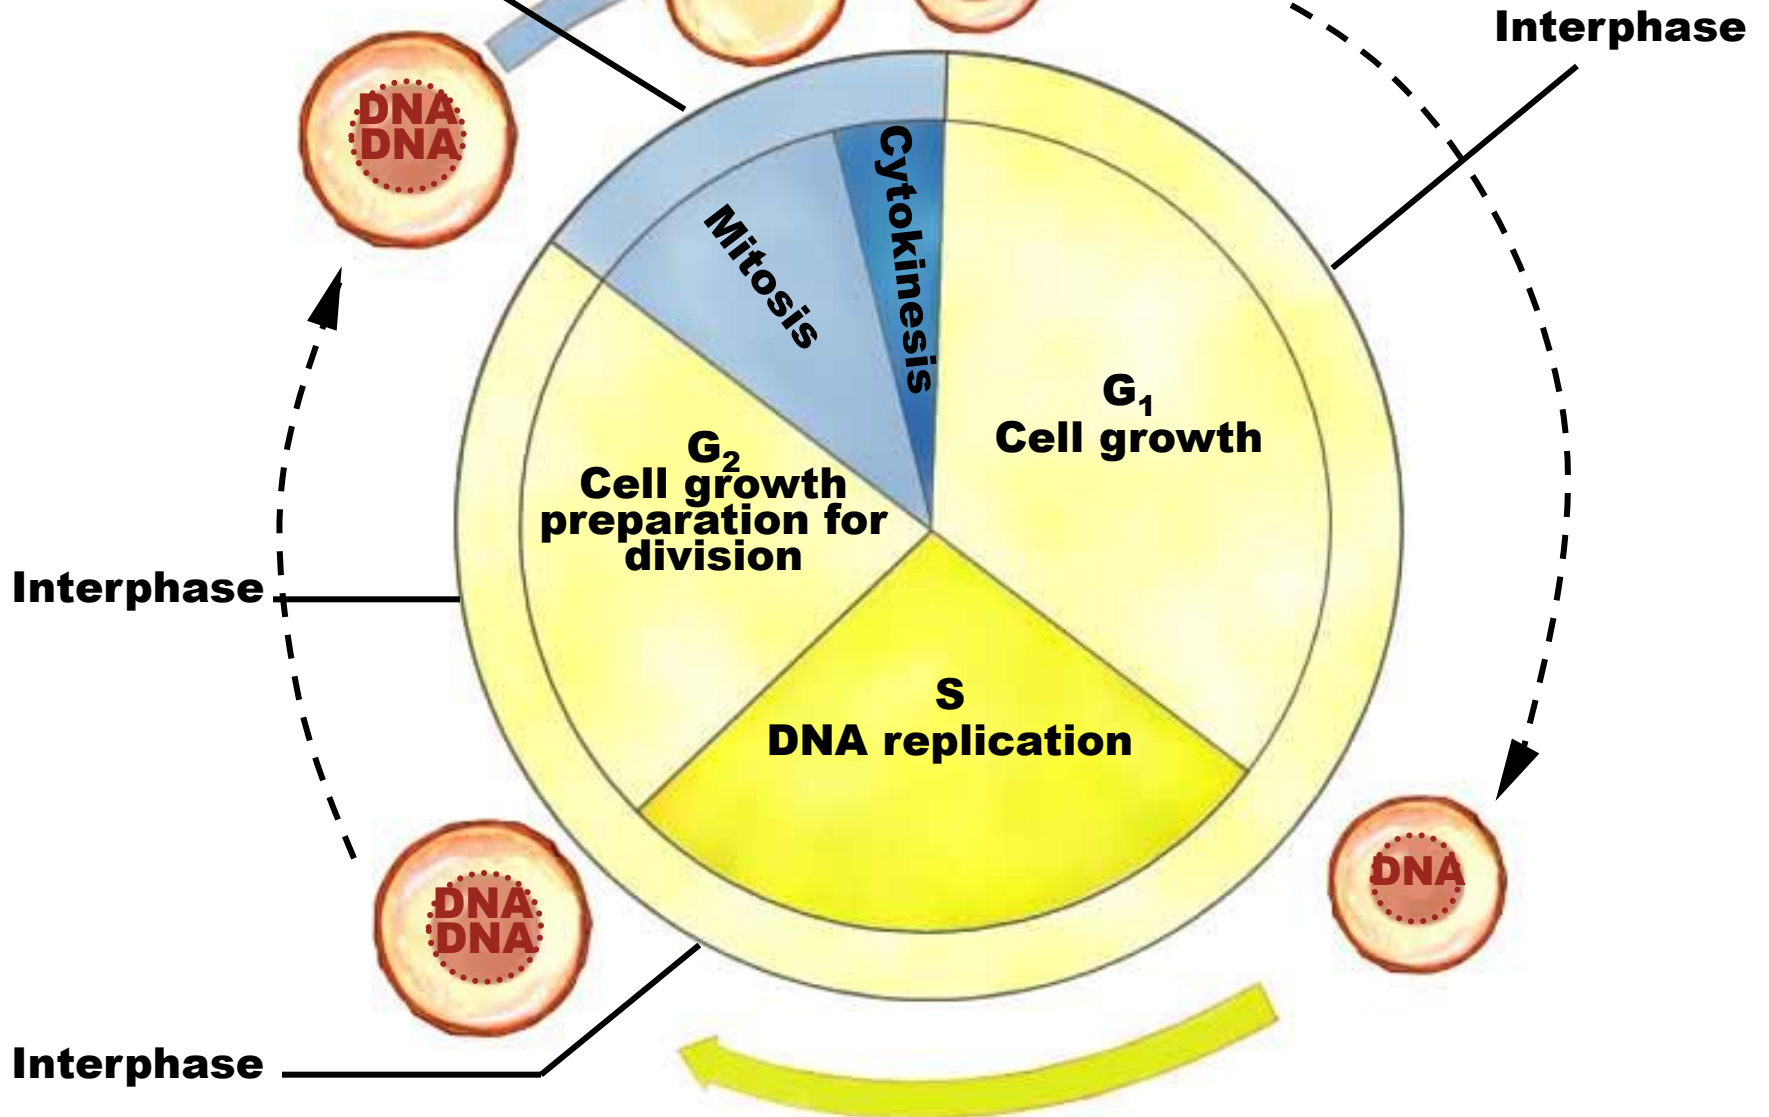 Interphase
DNA
DNA
Cytokinesis
Mitosis
G₁
Cell growth
G₂
Cell growth
preparation for
division
Interphase
S
DNA replication
DNA
DNA
DNA
Interphase